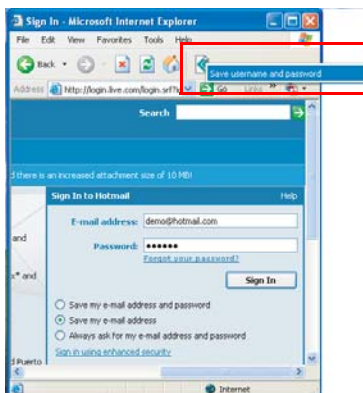 Sign In - Microsoft Internet Explorer
File Edit View Favorites Tools Help
Back
Save username and password
Address http://login.live.com/login.srf? Go Links »
Search
d there is an increased attachment size of 10 MB!
Sign In to Hotmail Help
E-mail address: demo@hotmail.com
and
Password: ●●●●●●
Forgot your password?
x* and
Sign In
Save my e-mail address and password
Save my e-mail address
Always ask for my e-mail address and password
Sign in using enhanced security
d Puerto
Internet